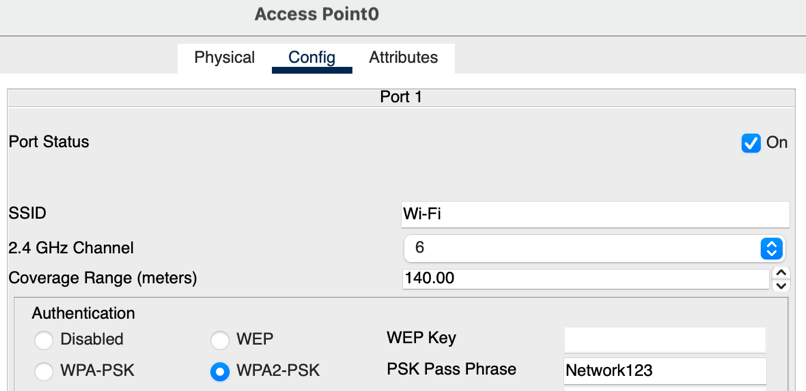 Access Point0
Physical Config Attributes
Port 1
Port Status On
SSID Wi-Fi
2.4 GHz Channel 6
Coverage Range (meters) 140.00
Authentication
Disabled WEP WEP Key
WPA-PSK WPA2-PSK PSK Pass Phrase Network123